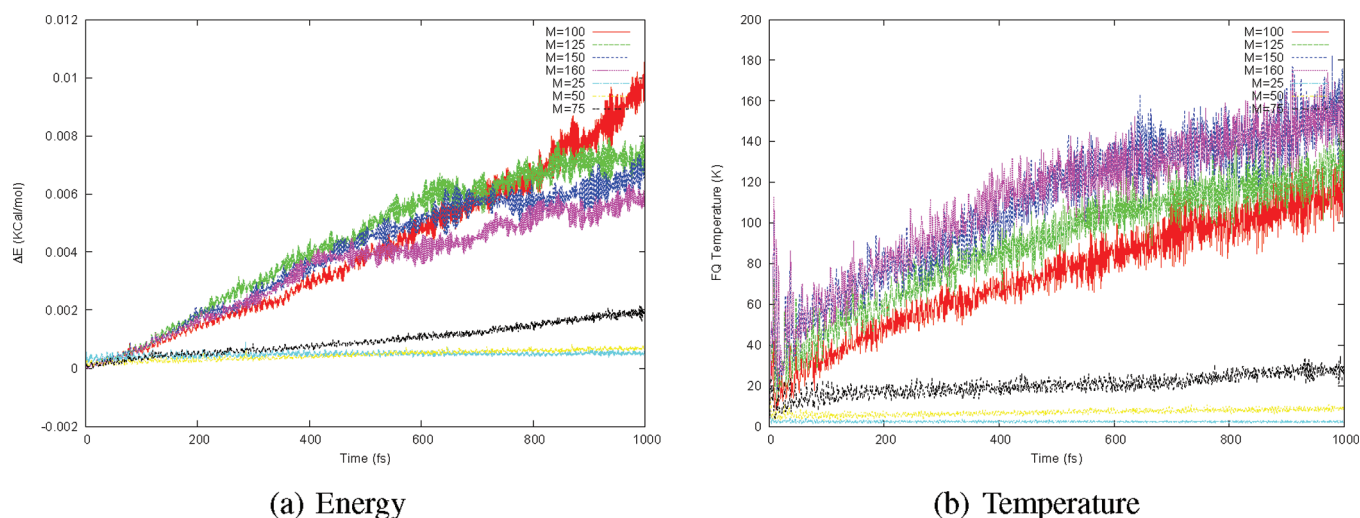 0.012
0.01
0.008
0.006
0.004
0.002
0
-0.002
ΔE (KCal/mol)
M=100
M=125
M=150
M=160
M=25
M=50
M=75
0 200 400 600 800 1000
Time (fs)
(a) Energy
200
180
160
140
120
100
80
60
40
20
0
FQ Temperature (K)
M=100
M=125
M=150
M=160
M=25
M=50
M=75
0 200 400 600 800 1000
Time (fs)
(b) Temperature